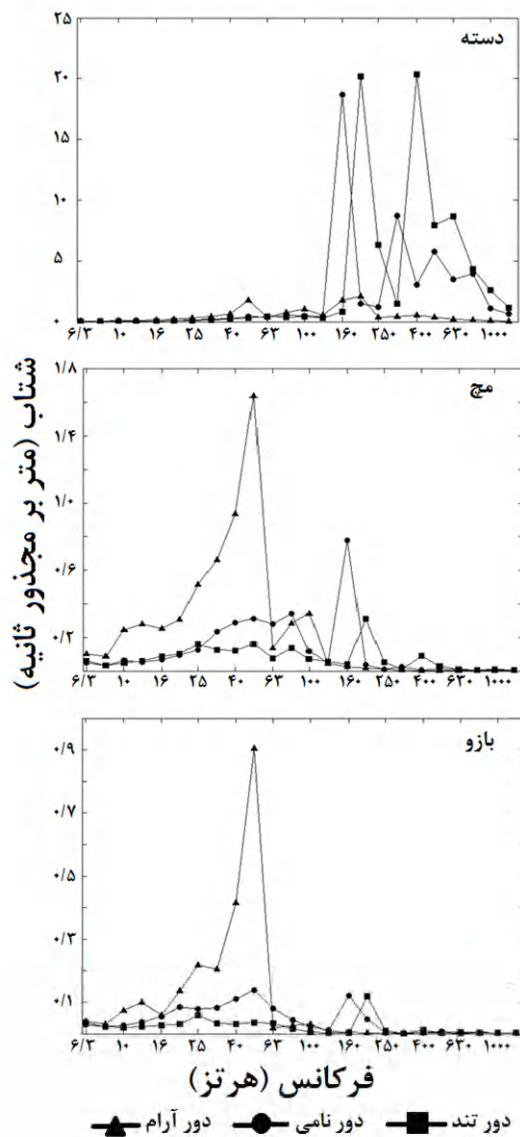 دسته
۲۵
۲۰
۱۵
۱۰
۵
۰
۶/۳ ۱۰ ۱۶ ۲۵ ۴۰ ۶۳ ۱۰۰ ۱۶۰ ۲۵۰ ۴۰۰ ۶۳۰ ۱۰۰۰
مچ
۱/۸
۱/۴
۱/۰
۰/۶
۰/۲
۶/۳ ۱۰ ۱۶ ۲۵ ۴۰ ۶۳ ۱۰۰ ۱۶۰ ۲۵۰ ۴۰۰ ۶۳۰ ۱۰۰۰
شتاب (متر بر مجذور ثانیه)
بازو
۰/۹
۰/۷
۰/۵
۰/۳
۰/۱
۶/۳ ۱۰ ۱۶ ۲۵ ۴۰ ۶۳ ۱۰۰ ۱۶۰ ۲۵۰ ۴۰۰ ۶۳۰ ۱۰۰۰
فرکانس (هرتز)
دور تند دور نامی دور آرام